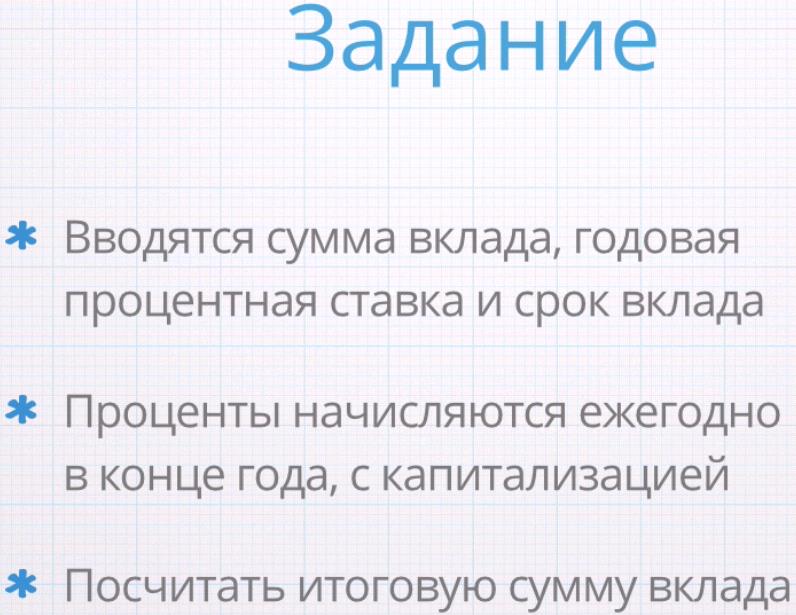 Задание
* Вводятся сумма вклада, годовая
процентная ставка и срок вклада
* Проценты начисляются ежегодно
в конце года, с капитализацией
* Посчитать итоговую сумму вклада